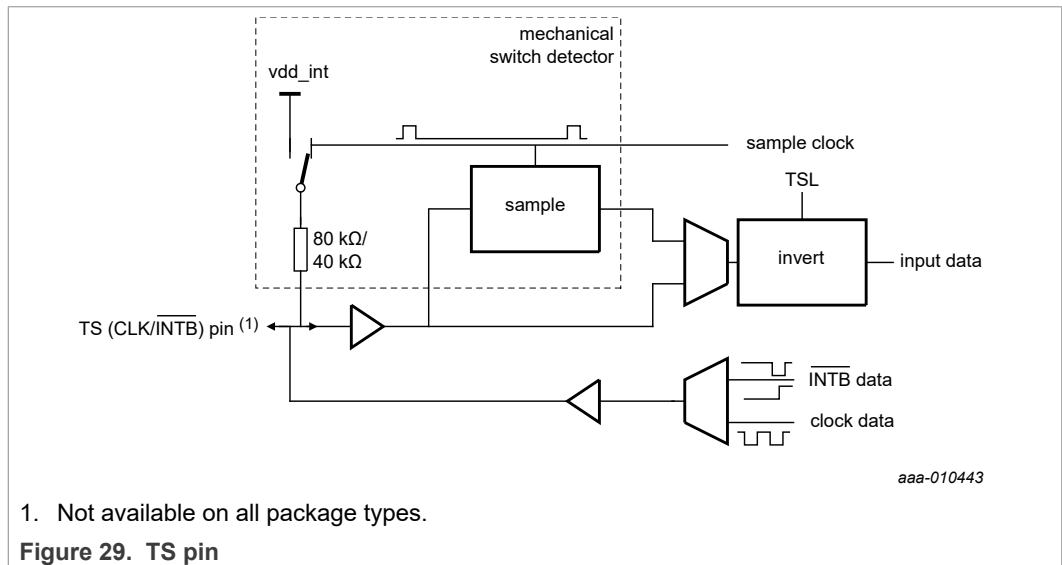 mechanical
switch detector
vdd_int
sample clock
TSL
sample
invert
input data
80 kΩ/
40 kΩ
TS (CLK/INTB) pin (1)
INTB data
clock data
aaa-010443
1. Not available on all package types.
Figure 29. TS pin